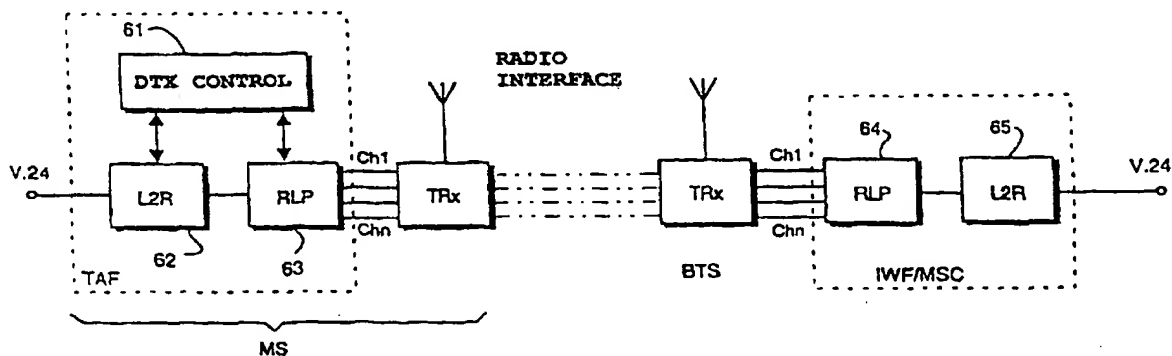 61
DTX CONTROL
RADIO
INTERFACE
V.24
L2R
RLP
Ch1
Chn
TRx
62
63
TAF
MS
TRx
BTS
Ch1
Chn
64
65
RLP
L2R
V.24
IWF/MSC